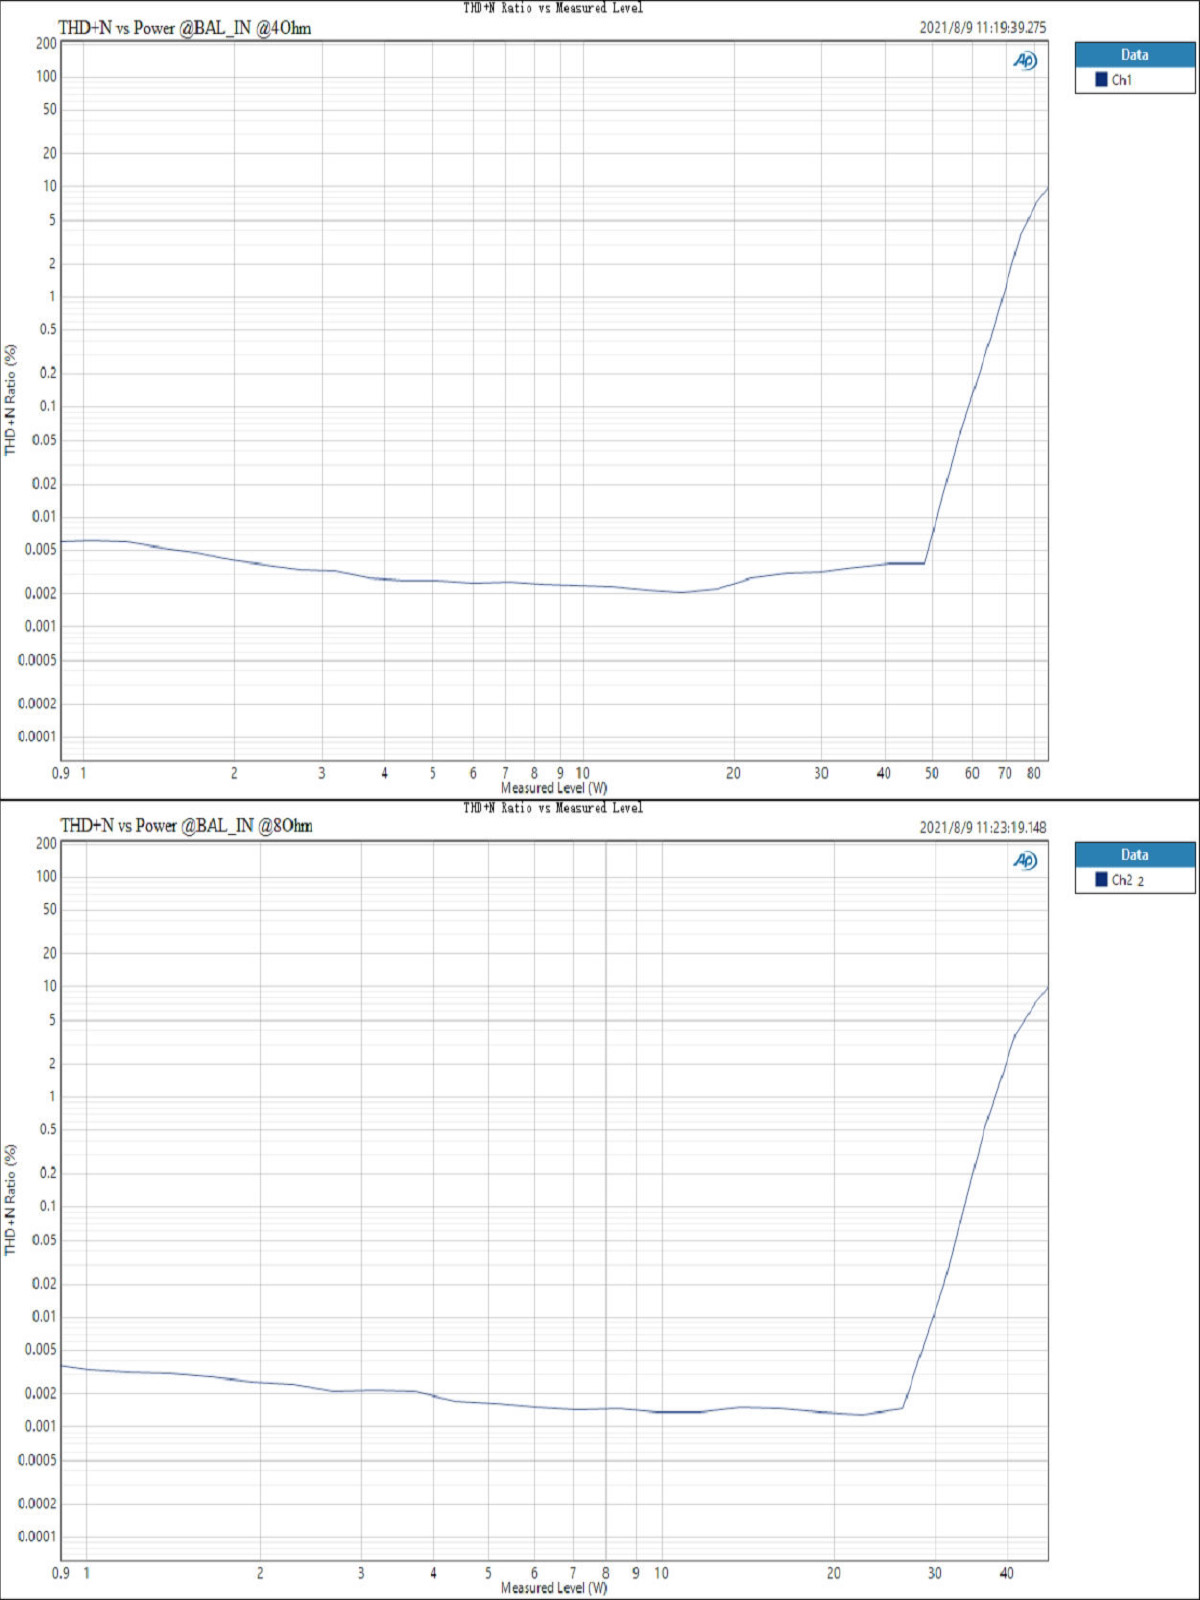 THD+N Ratio vs Measured Level
THD+N vs Power @BAL_IN @4Ohm
2021/8/9 11:19:39.275
Data
Ch1
AP
200
100
50
20
10
5
2
1
0.5
0.2
0.1
0.05
0.02
0.01
0.005
0.002
0.001
0.0005
0.0002
0.0001
THD+N Ratio (%)
0.9 1 2 3 4 5 6 7 8 9 10 20 30 40 50 60 70 80
Measured Level (W)
THD+N Ratio vs Measured Level
THD+N vs Power @BAL_IN @8Ohm
2021/8/9 11:23:19.148
Data
Ch2 2
AP
200
100
50
20
10
5
2
1
0.5
0.2
0.1
0.05
0.02
0.01
0.005
0.002
0.001
0.0005
0.0002
0.0001
THD+N Ratio (%)
0.9 1 2 3 4 5 6 7 8 9 10 20 30 40
Measured Level (W)